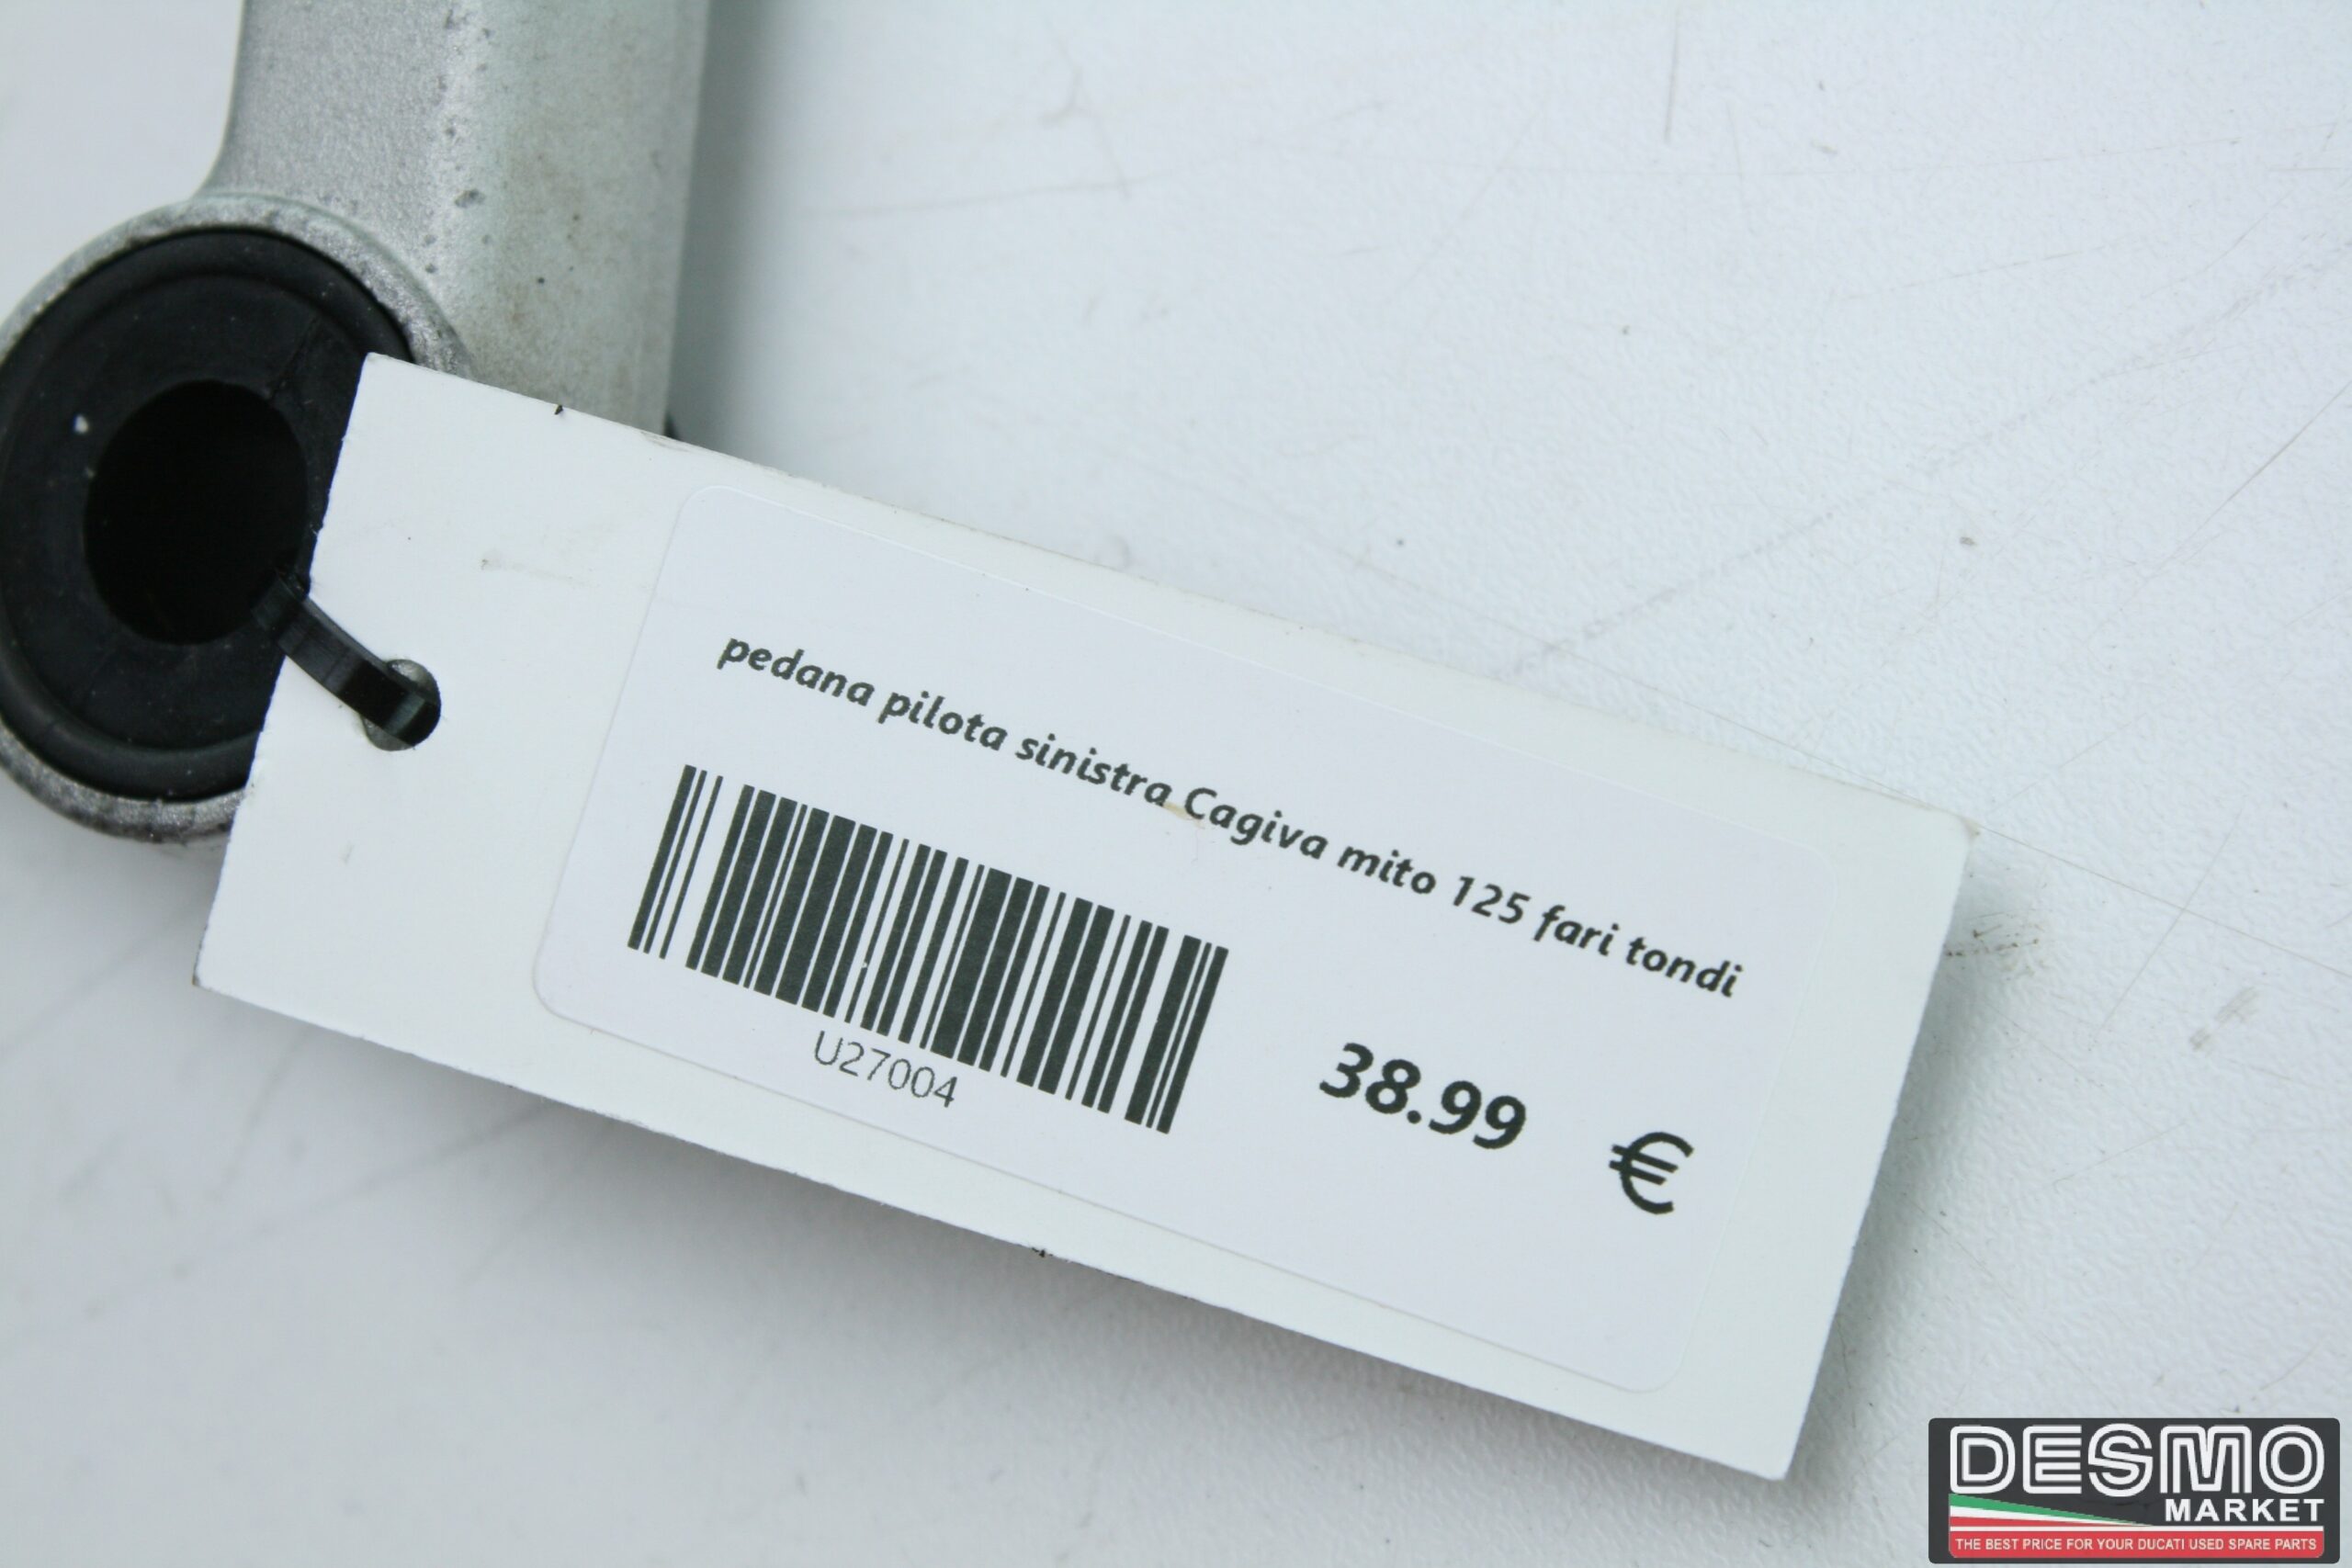 pedana pilota sinistra Cagiva mito 125 fari tondi
U27004
38.99 €
DESMO
MARKET
THE BEST PRICE FOR YOUR DUCATI USED SPARE PARTS